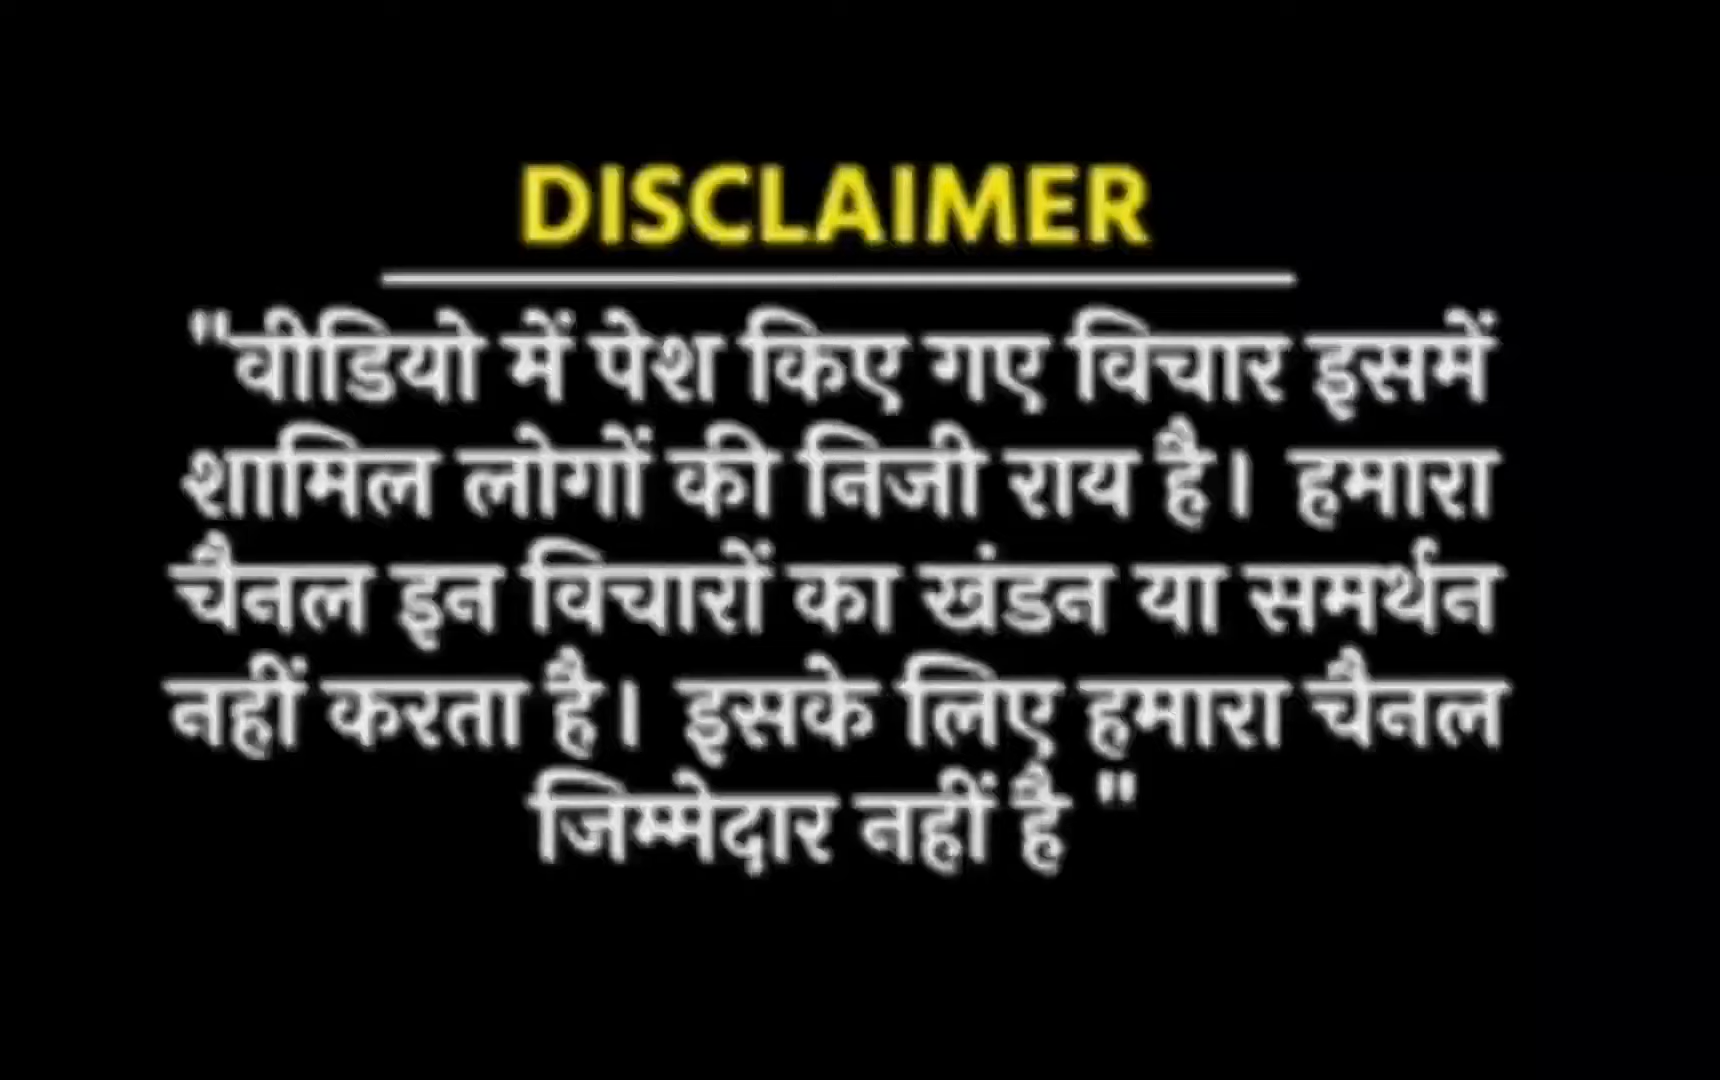 DISCLAIMER
"वीडियो में पेश किए गए विचार इसमें
शामिल लोगों की निजी राय है। हमारा
चैनल इन विचारों का खंडन या समर्थन
नहीं करता है। इसके लिए हमारा चैनल
जिम्मेदार नहीं है "